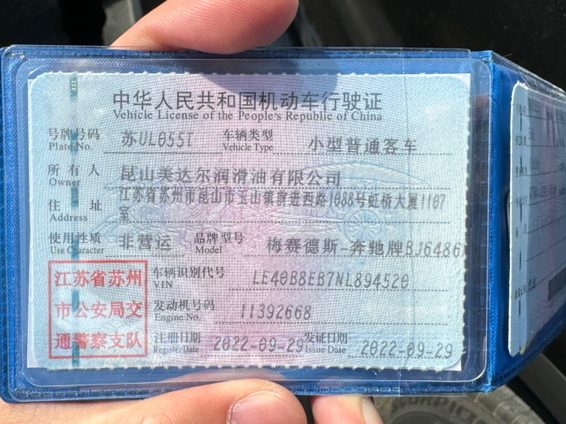 中华人民共和国机动车行驶证
Vehicle License of the People's Republic of China
号牌号码 苏UL055T 车辆类型 小型普通客车
Plate No. Vehicle Type
所有人 昆山美达尔润滑油有限公司
Owner
住址 江苏省苏州市昆山市玉山镇前进西路1088号虹桥大厦1107
室
Address
使用性质 非营运 品牌型号 梅赛德斯-奔驰牌BJ6486
Use Character Model
江苏省苏州 车辆识别代号 LE40B8EB7NL894520
VIN
市公安局交 发动机号码 11392668
Engine No.
通警察支队 注册日期 2022-09-29 发证日期 2022-09-29
Register Date Issue Date